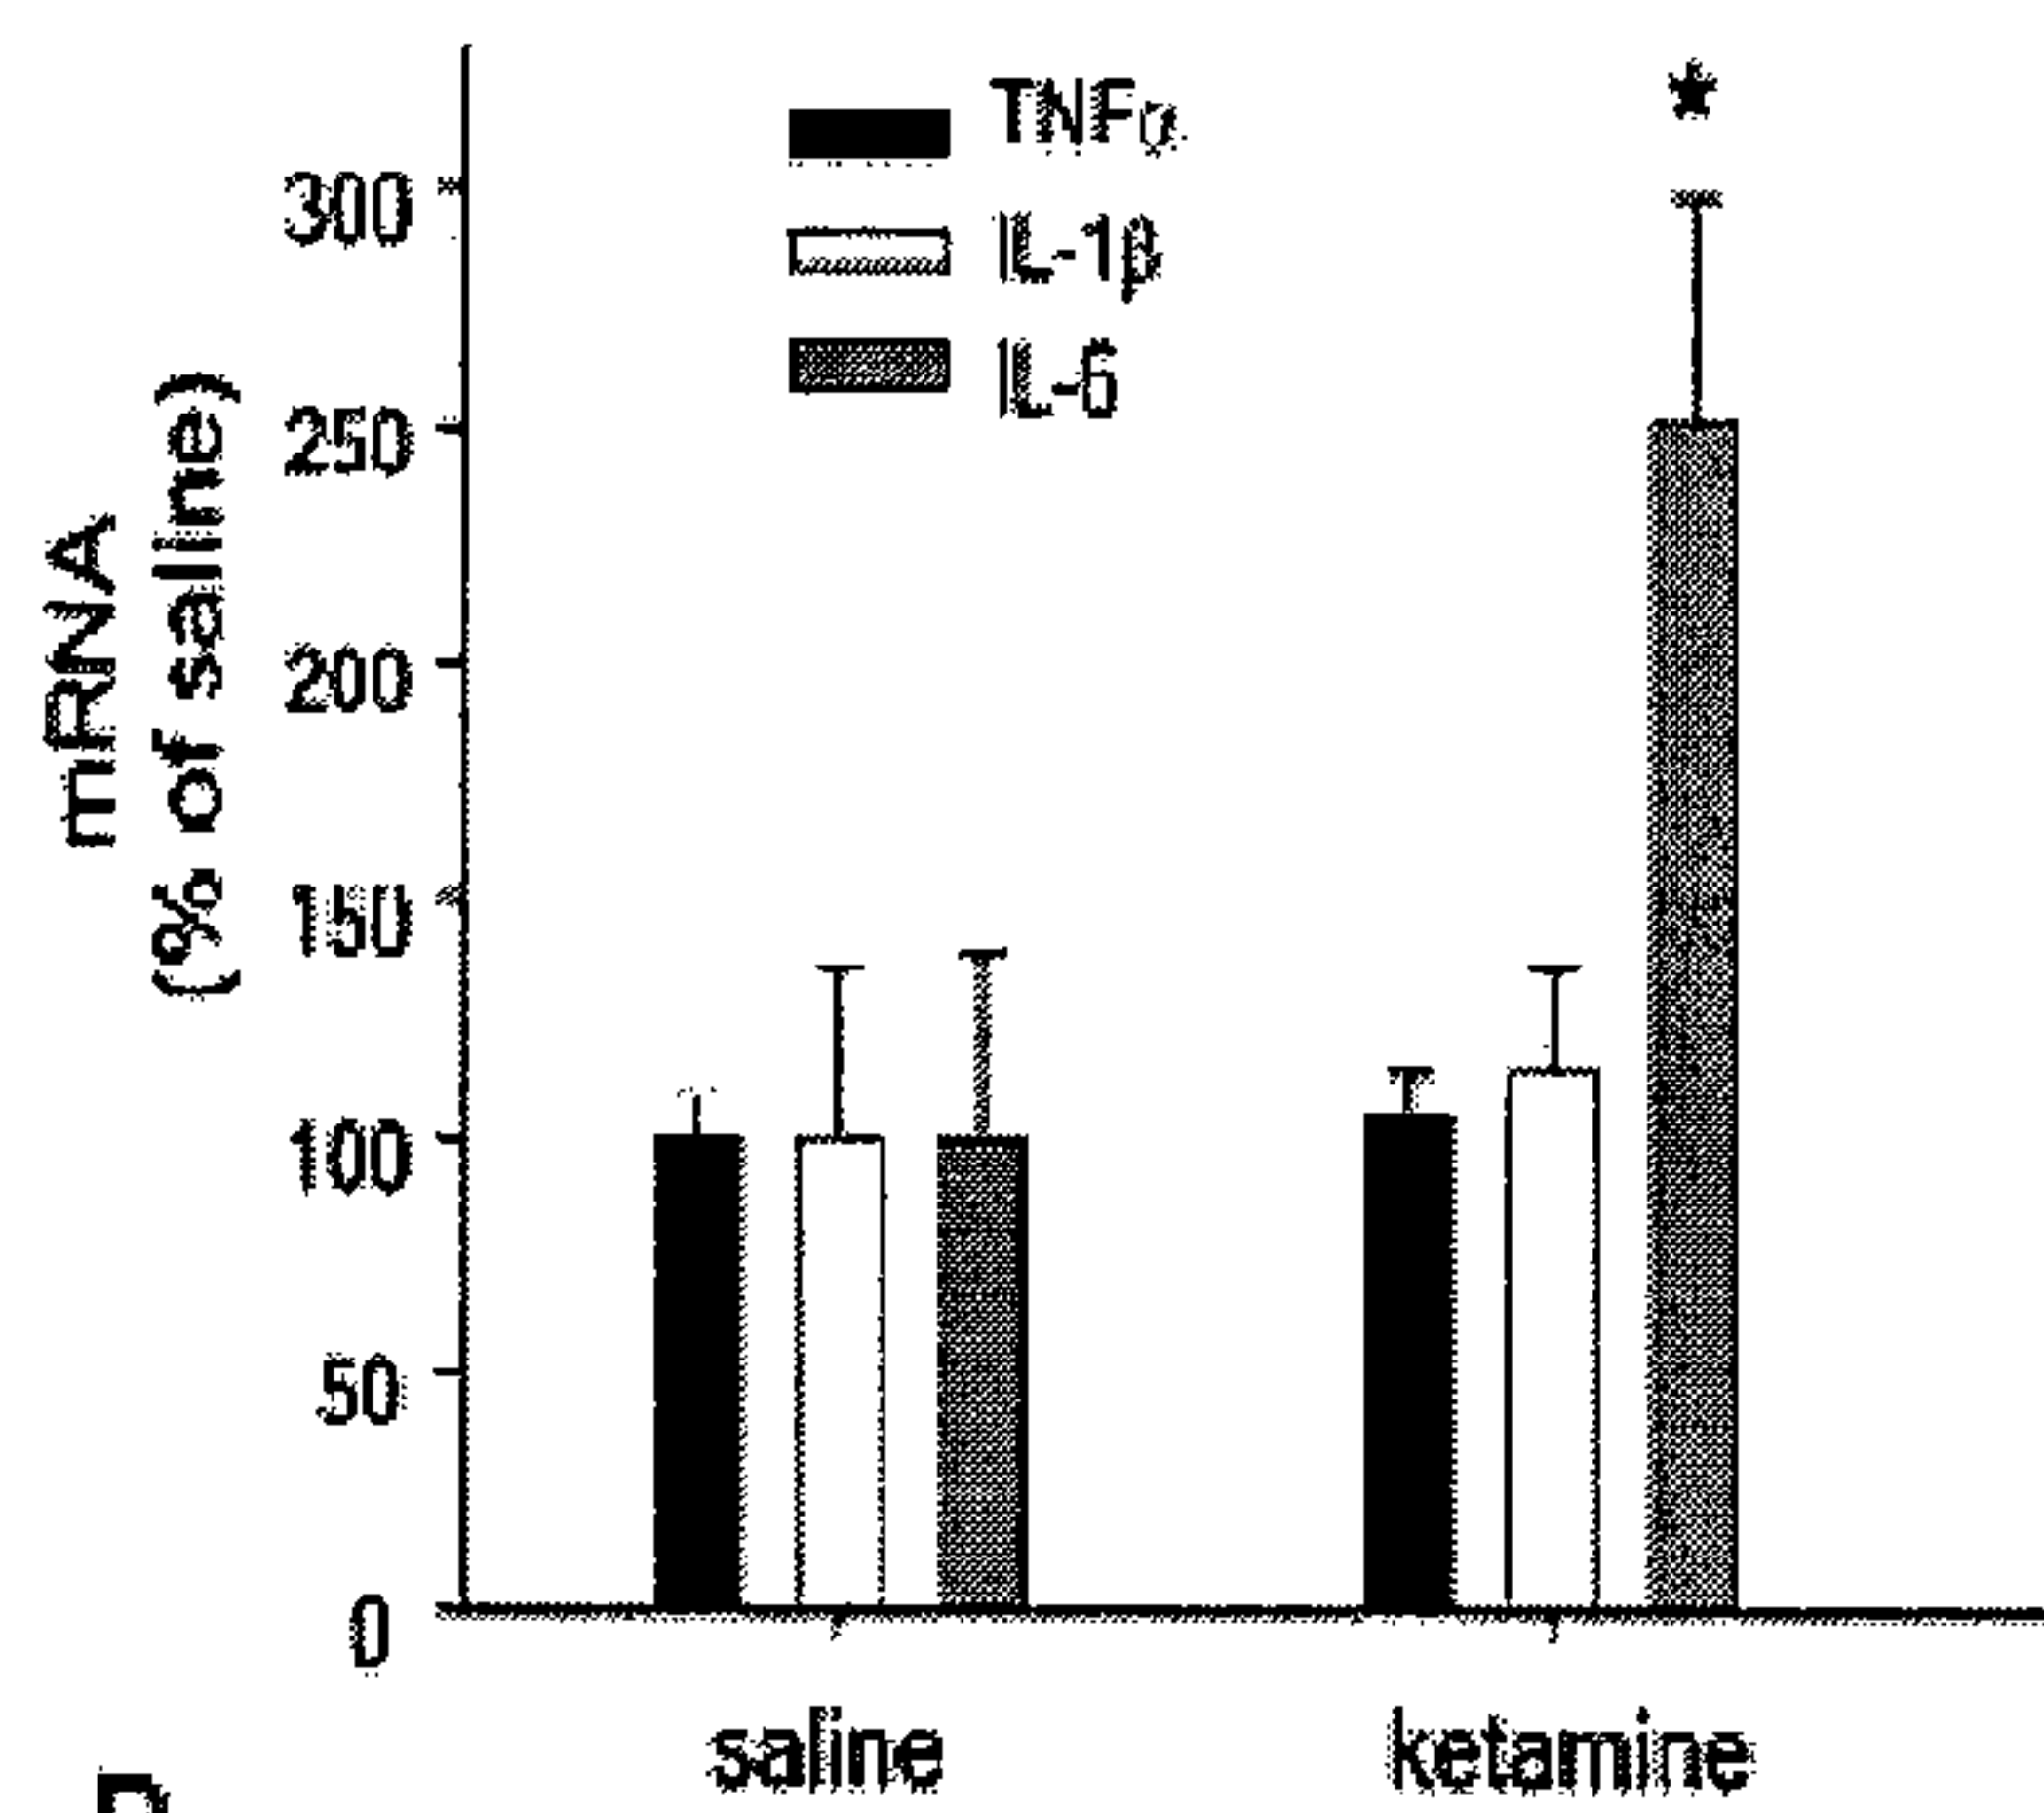 TNFα
*
300
IL-1β
IL-6
250
200
150
100
50
0
mRNA
(% of saline)
saline
ketamine